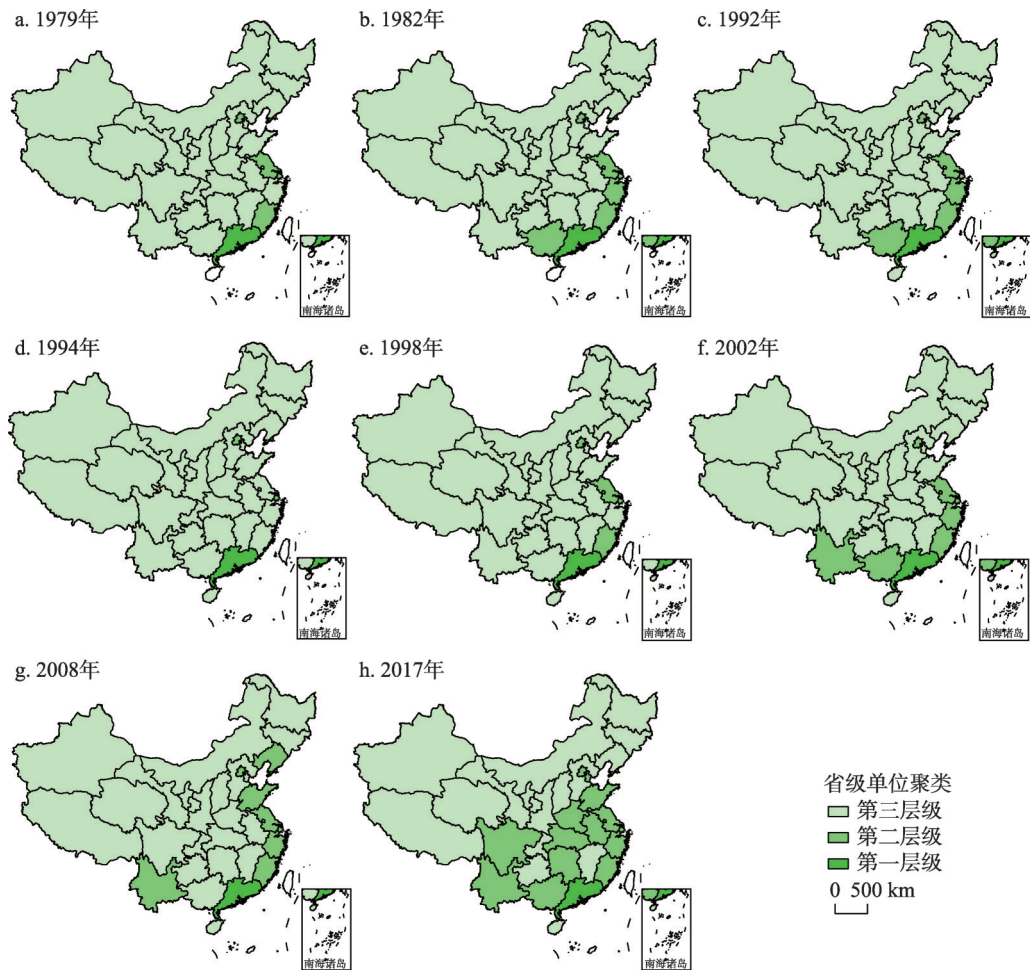 a. 1979年
b. 1982年
c. 1992年
南海诸岛
南海诸岛
南海诸岛
d. 1994年
e. 1998年
f. 2002年
南海诸岛
南海诸岛
南海诸岛
g. 2008年
h. 2017年
省级单位聚类
第三层级
第二层级
第一层级
0 500 km
南海诸岛
南海诸岛